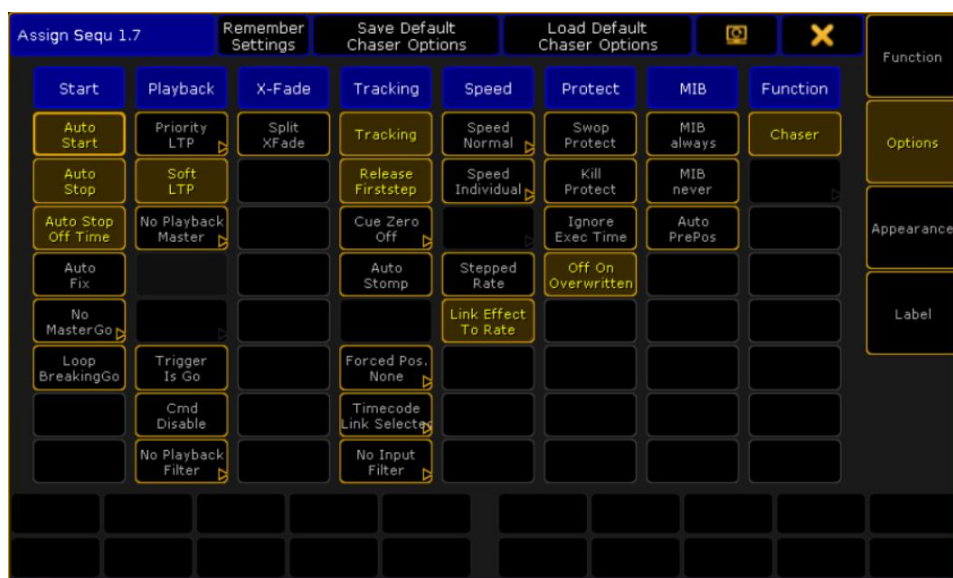 Assign Sequ 1.7
Remember
Settings
Save Default
Chaser Options
Load Default
Chaser Options
Function
Options
Appearance
Label
Start
Playback
X-Fade
Tracking
Speed
Protect
MIB
Function
Auto
Start
Priority
LTP
Split
XFade
Tracking
Speed
Normal
Swop
Protect
MIB
always
Chaser
Auto
Stop
Soft
LTP
Release
Firststep
Speed
Individual
Kill
Protect
MIB
never
Auto Stop
Off Time
No Playback
Master
Cue Zero
Off
Ignore
Exec Time
Auto
PrePos
Auto
Fix
Auto
Stomp
Stepped
Rate
Off On
Overwritten
No
MasterGo
Link Effect
To Rate
Loop
BreakingGo
Trigger
Is Go
Forced Pos.
None
Cmd
Disable
Timecode
Link Selected
No Playback
Filter
No Input
Filter